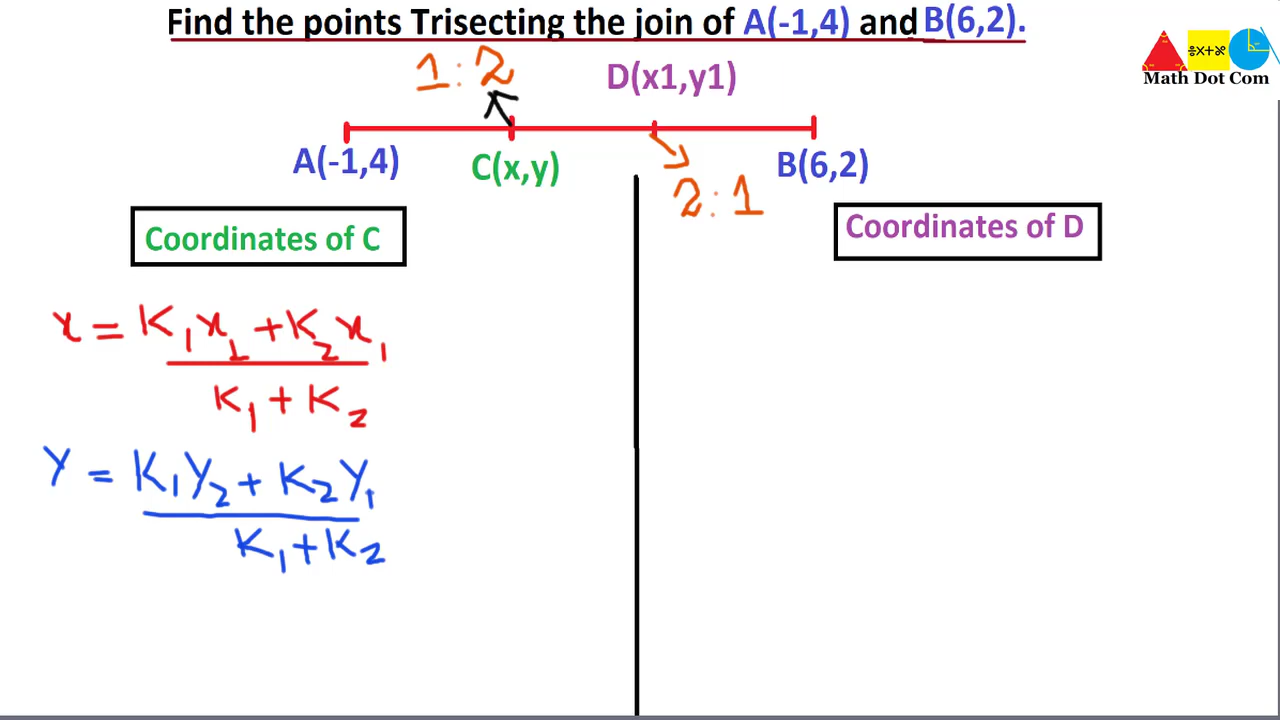 Find the points Trisecting the join of A(-1,4) and B(6,2).
÷x+%
Math Dot Com
1:2
D(x1,y1)
A(-1,4)
C(x,y)
B(6,2)
2:1
Coordinates of C
Coordinates of D
x = K₁x₂ + K₂x₁
K₁ + K₂
Y = K₁Y₂ + K₂Y₁
K₁ + K₂